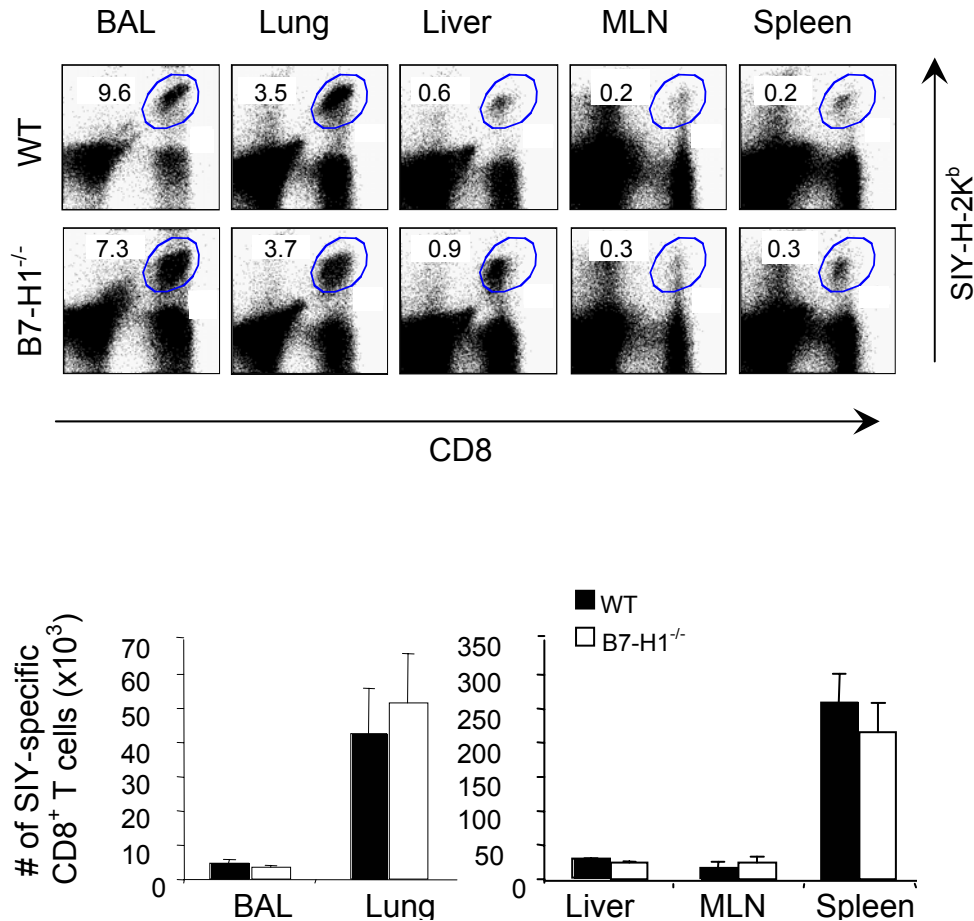 BAL Lung Liver MLN Spleen
WT 9.6 3.5 0.6 0.2 0.2
B7-H1-/- 7.3 3.7 0.9 0.3 0.3
SIY-H-2Kb
CD8
# of SIY-specific
CD8+ T cells (x10³)
70
60
50
40
30
20
10
0
BAL Lung
WT
B7-H1-/-
350
300
250
200
150
100
50
0
Liver MLN Spleen